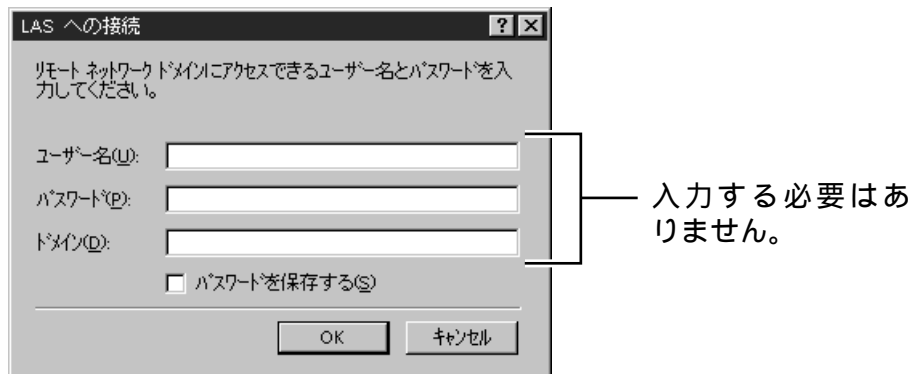 LAS への接続
ﾘﾓｰﾄ ﾈｯﾄﾜｰｸ ﾄﾞﾒｲﾝにｱｸｾｽできるﾕｰｻﾞｰ名とﾊﾟｽﾜｰﾄﾞを入
力してください。
ﾕｰｻﾞｰ名(U):
ﾊﾟｽﾜｰﾄﾞ(P):
ﾄﾞﾒｲﾝ(D):
ﾊﾟｽﾜｰﾄﾞを保存する(S)
OK
ｷｬﾝｾﾙ
入力する必要はあ
りません。